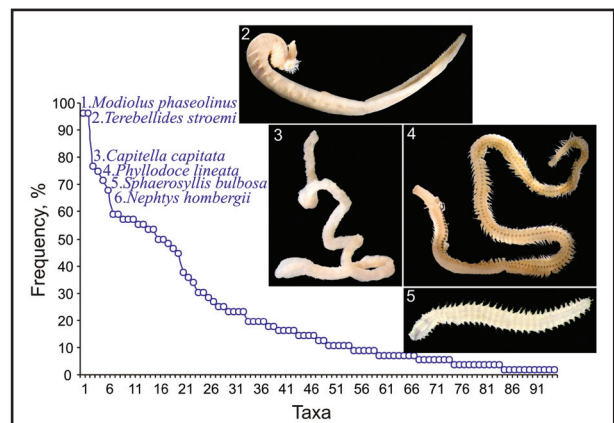 1.Modiolus phaseolinus
2.Terebellides stroemi
3.Capitella capitata
4.Phyllodoce lineata
5.Sphaerosyllis bulbosa
6.Nephtys hombergii
Frequency, %
100
90
80
70
60
50
40
30
20
10
0
1 6 11 16 21 26 31 36 41 46 51 56 61 66 71 76 81 86 91
Taxa
2
3
4
5